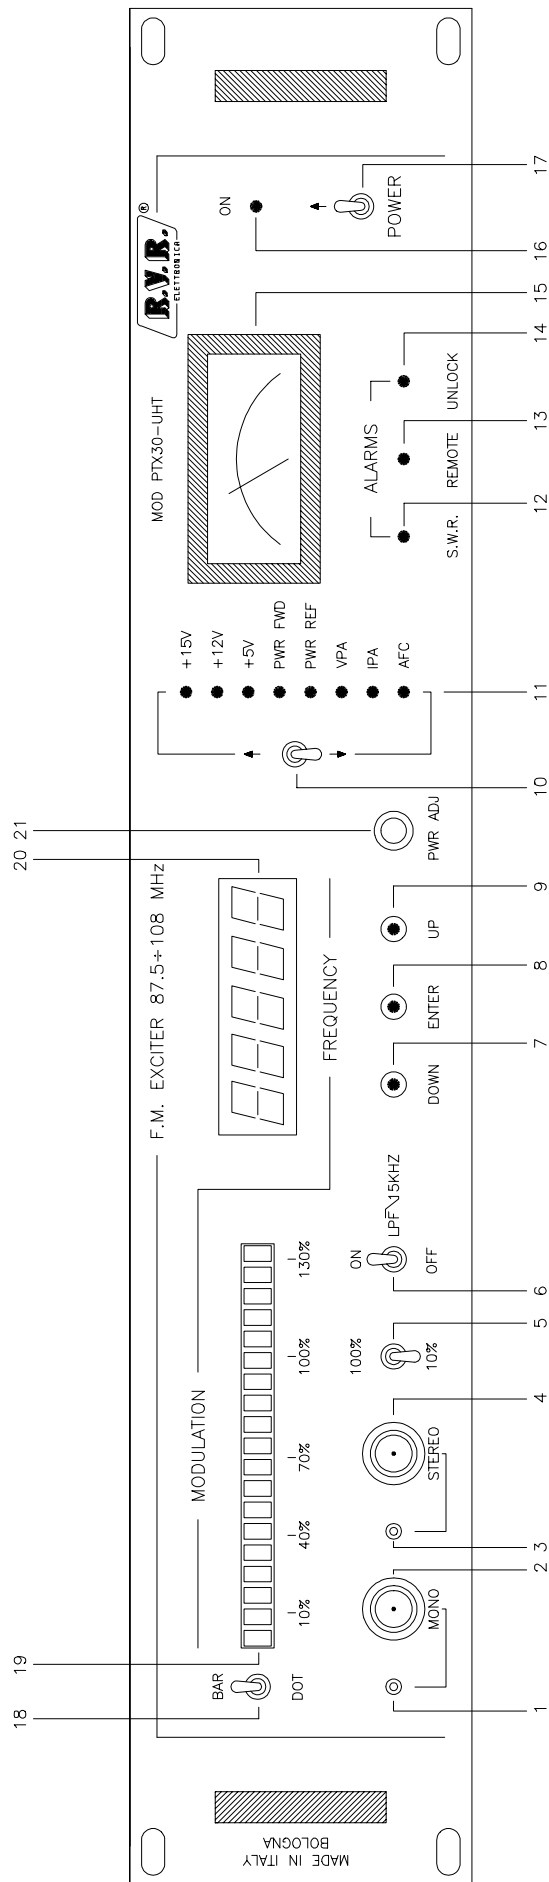 20 21
F.M. EXCITER 87.5÷108 MHz
MOD PTX30-UHT
R.V.R.®
ELETTRONICA
MODULATION
FREQUENCY
+15V
+12V
+5V
PWR FWD
PWR REF
VPA
IPA
AFC
ON
POWER
ALARMS
S.W.R.
REMOTE
UNLOCK
18
19
BAR
DOT
10%
40%
70%
100%
130%
MONO
STEREO
100%
10%
ON
OFF
LPF 15KHZ
DOWN
ENTER
UP
PWR ADJ
MADE IN ITALY
BOLOGNA
1
2
3
4
5
6
7
8
9
10
11
12
13
14
15
16
17